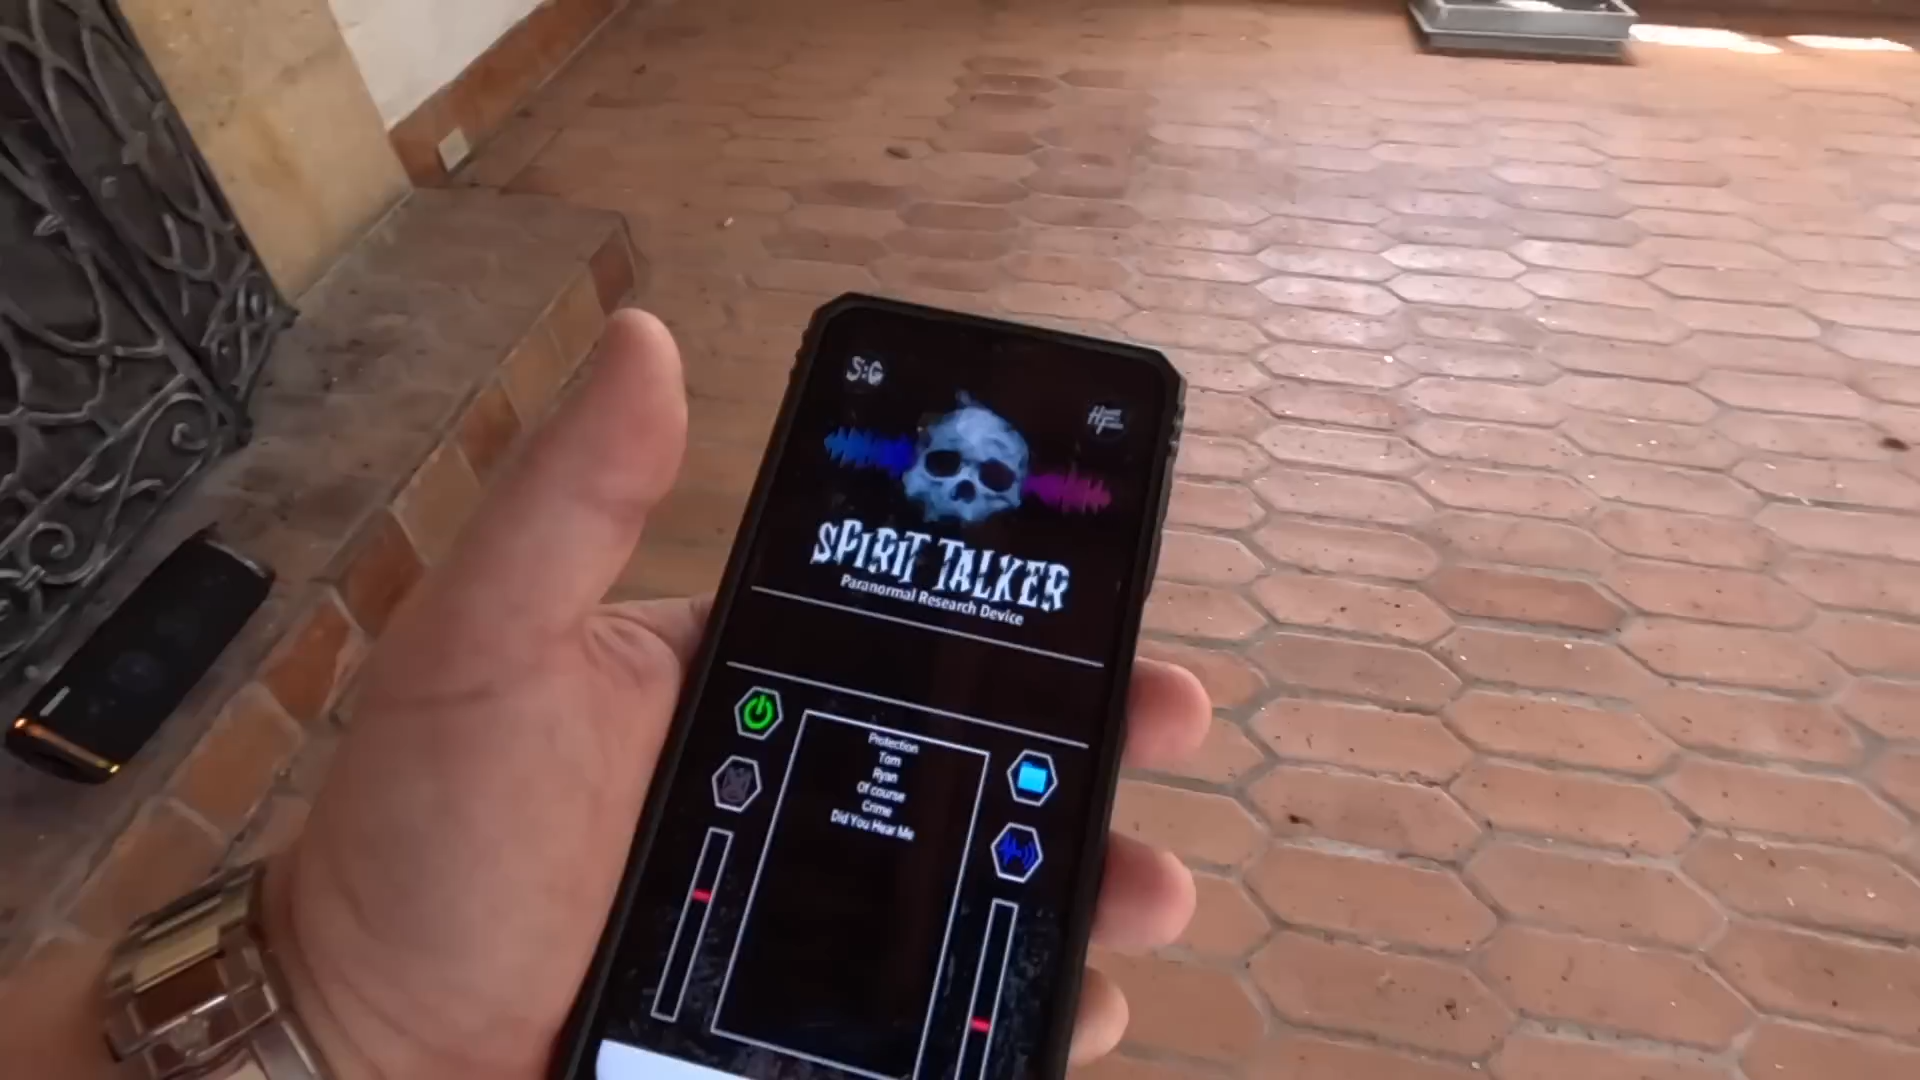 S:G
HF
SPIRIT TALKER
Paranormal Research Device
Protection
Tom
Ryan
Of course
Crime
Did You Hear Me